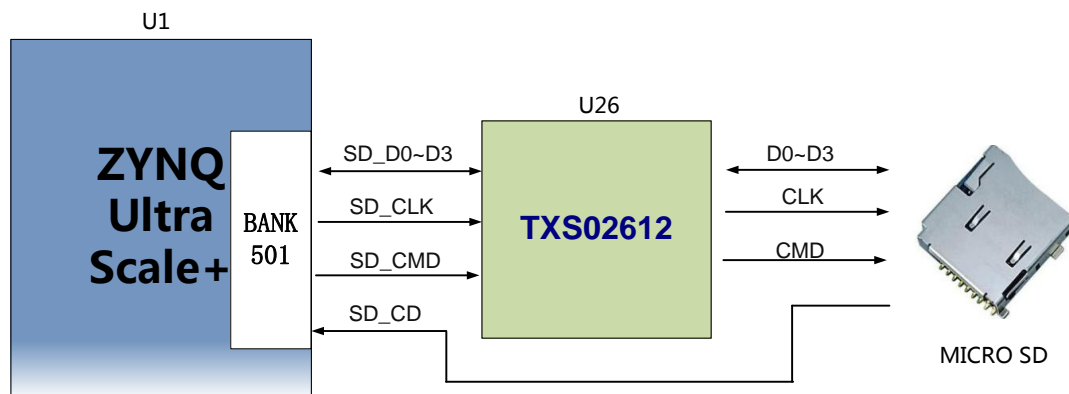 U1
U26
ZYNQ
Ultra
Scale+
BANK
501
SD_D0~D3
SD_CLK
SD_CMD
SD_CD
TXS02612
D0~D3
CLK
CMD
MICRO SD